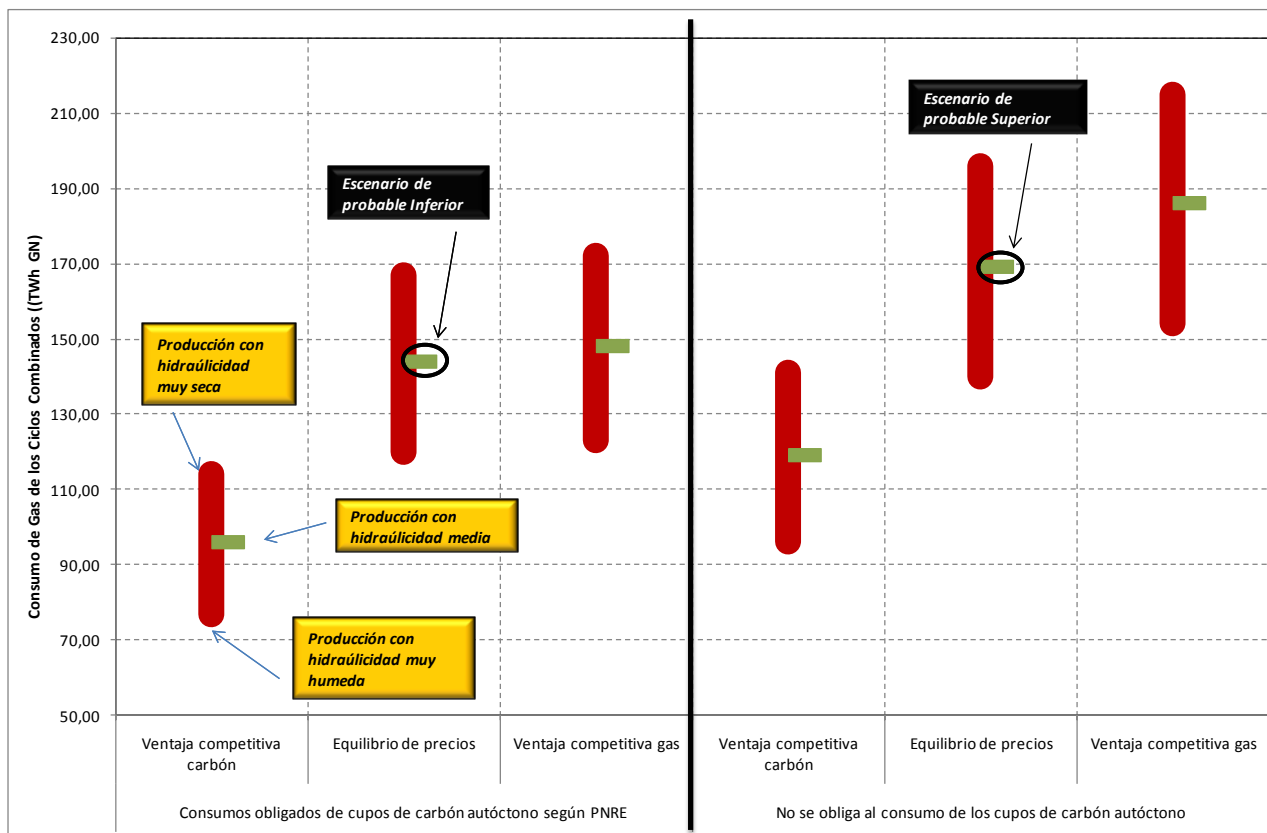 Consumo de Gas de los Ciclos Combinados ((TWh GN)
230,00
210,00
190,00
170,00
150,00
130,00
110,00
90,00
70,00
50,00
Escenario de
probable Superior
Escenario de
probable Inferior
Producción con
hidraúlicidad
muy seca
Producción con
hidraúlicidad media
Producción con
hidraúlicidad muy
humeda
Ventaja competitiva
carbón
Equilibrio de precios
Ventaja competitiva gas
Ventaja competitiva
carbón
Equilibrio de precios
Ventaja competitiva gas
Consumos obligados de cupos de carbón autóctono según PNRE
No se obliga al consumo de los cupos de carbón autóctono